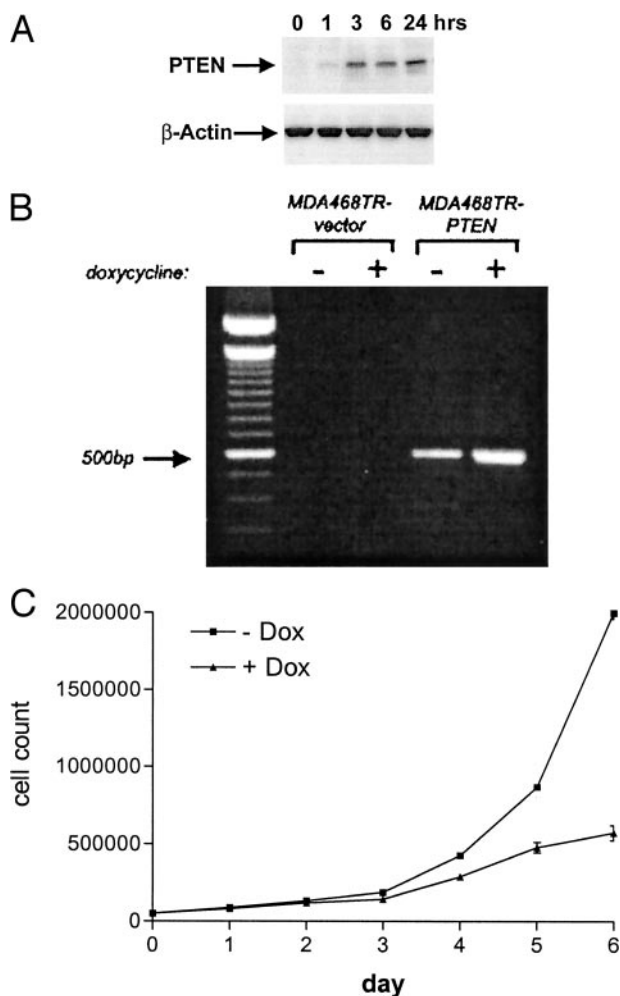 A
0 1 3 6 24 hrs
PTEN
β-Actin
B
MDA468TR-
vector
MDA468TR-
PTEN
doxycycline:
- +
- +
500bp
C
2000000
1500000
1000000
500000
0
cell count
- Dox
+ Dox
0 1 2 3 4 5 6
day